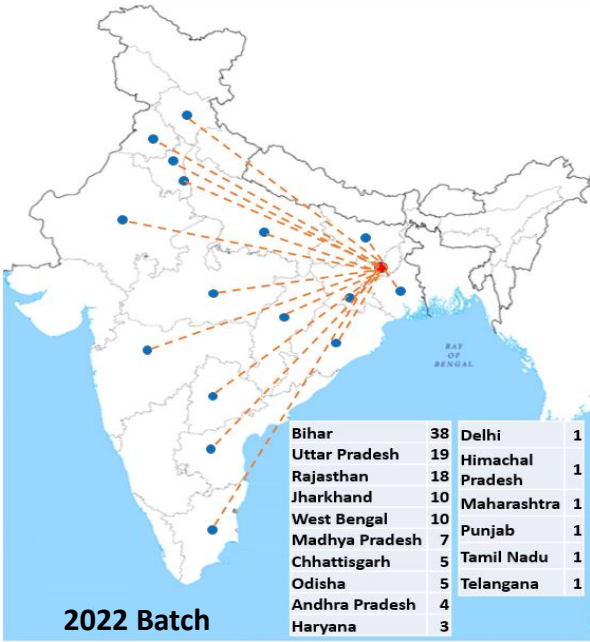 BAY
OF
BENGAL
Bihar 38
Uttar Pradesh 19
Rajasthan 18
Jharkhand 10
West Bengal 10
Madhya Pradesh 7
Chhattisgarh 5
Odisha 5
Andhra Pradesh 4
Haryana 3
Delhi 1
Himachal
Pradesh 1
Maharashtra 1
Punjab 1
Tamil Nadu 1
Telangana 1
2022 Batch